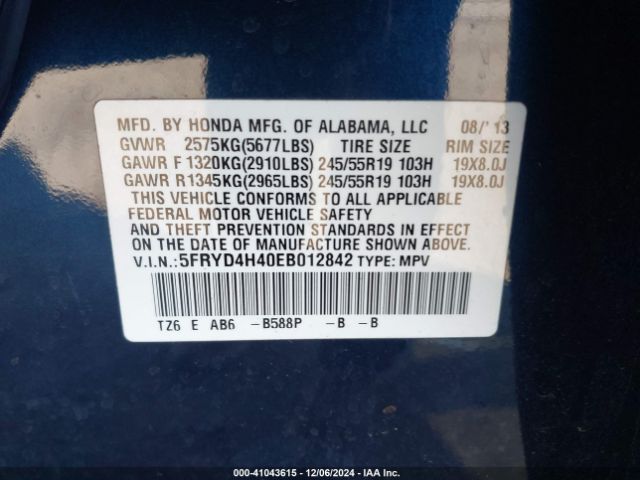 MFD. BY HONDA MFG. OF ALABAMA, LLC 08/'13
GVWR 2575KG(5677LBS) TIRE SIZE RIM SIZE
GAWR F 1320KG(2910LBS) 245/55R19 103H 19X8.0J
GAWR R 1345KG(2965LBS) 245/55R19 103H 19X8.0J
THIS VEHICLE CONFORMS TO ALL APPLICABLE
FEDERAL MOTOR VEHICLE SAFETY
AND THEFT PREVENTION STANDARDS IN EFFECT
ON THE DATE OF MANUFACTURE SHOWN ABOVE.
V.I.N.: 5FRYD4H40EB012842 TYPE: MPV
TZ6 E AB6 -B588P -B -B
000-41043615 - 12/06/2024 - IAA Inc.